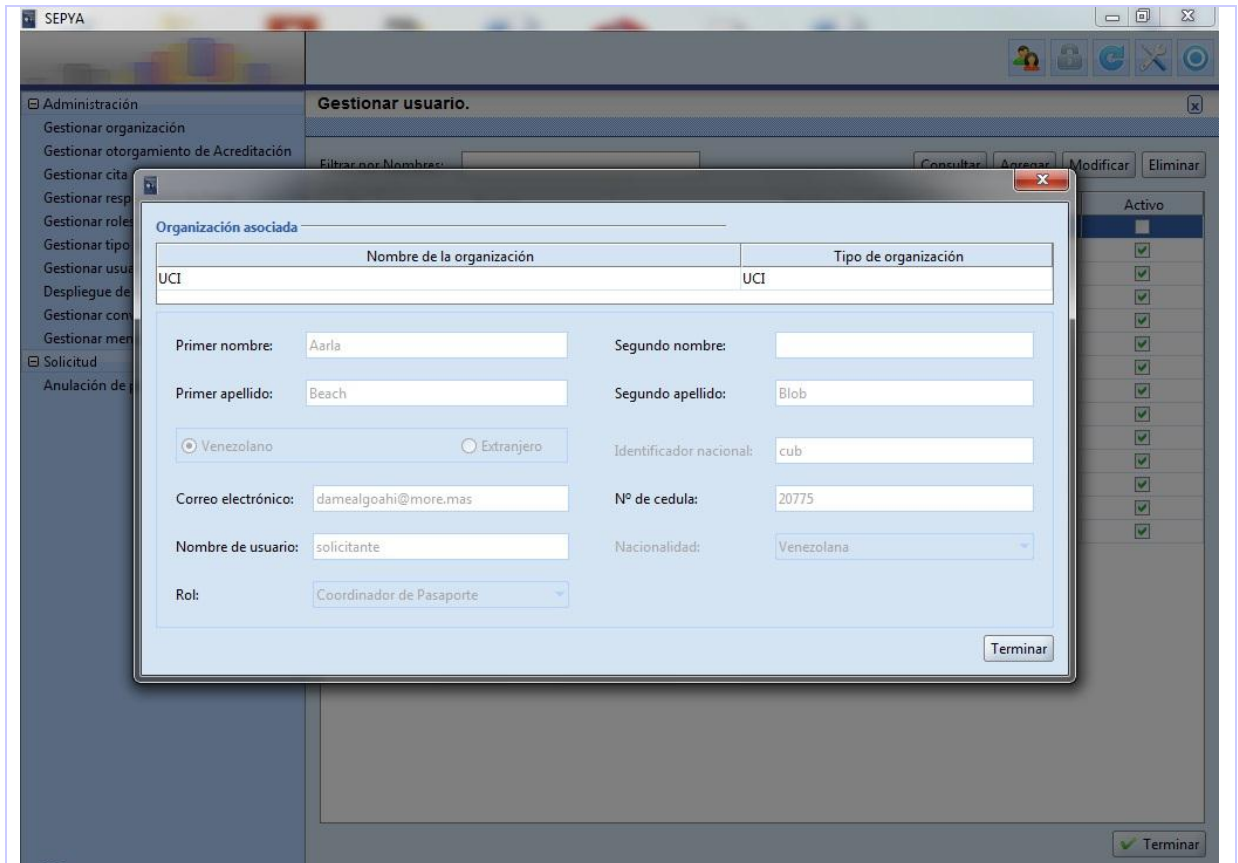 SEPYA
Administración
Gestionar organización
Gestionar otorgamiento de Acreditación
Gestionar cita
Gestionar resp
Gestionar roles
Gestionar tipo
Gestionar usua
Despliegue de
Gestionar conv
Gestionar men
Solicitud
Anulación de p
Gestionar usuario.
Filtrar por Nombres:
Consultar Agregar Modificar Eliminar
Activo
Organización asociada
Nombre de la organización Tipo de organización
UCI UCI
Primer nombre: Aarla Segundo nombre:
Primer apellido: Beach Segundo apellido: Blob
Venezolano Extranjero Identificador nacional: cub
Correo electrónico: damealgoahi@more.mas Nº de cedula: 20775
Nombre de usuario: solicitante Nacionalidad: Venezolana
Rol: Coordinador de Pasaporte
Terminar
Terminar